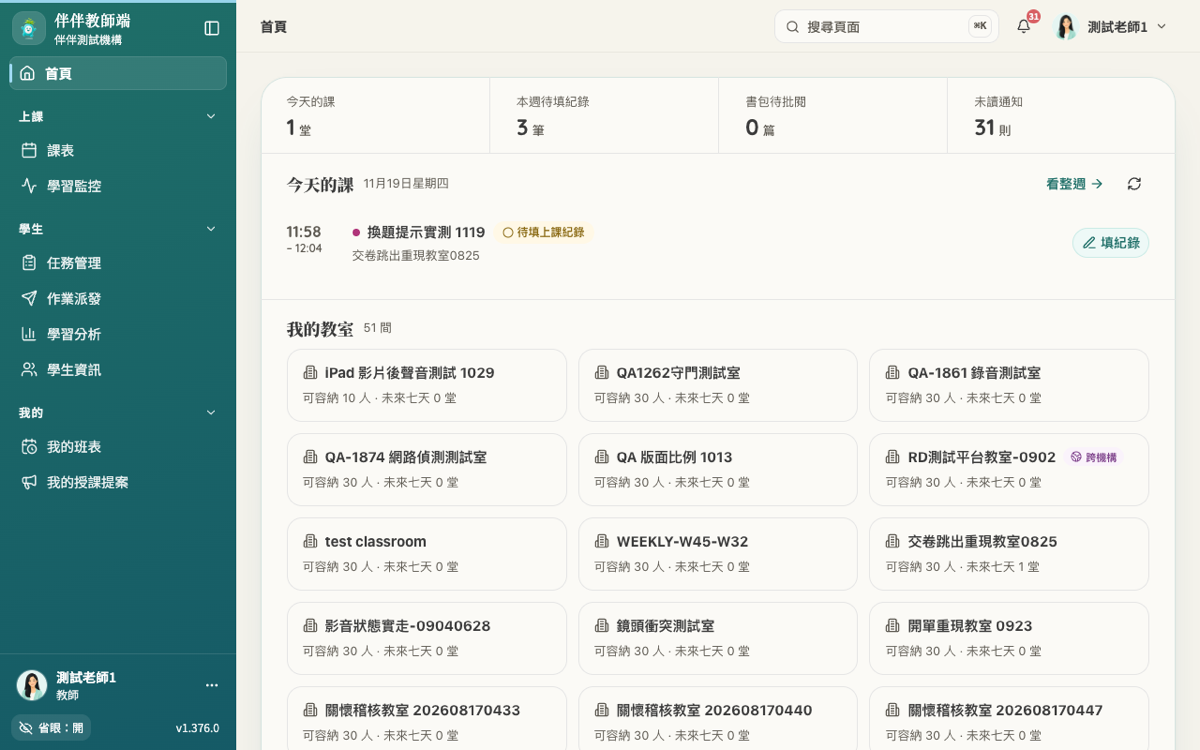 伴伴教師端
伴伴測試機構
首頁
上課
課表
學習監控
學生
任務管理
作業派發
學習分析
學生資訊
我的
我的班表
我的授課提案
測試老師1
教師
省眼：開
v1.376.0
首頁
搜尋頁面
⌘K
31
測試老師1
今天的課
1 堂
本週待填紀錄
3 筆
書包待批閱
0 篇
未讀通知
31 則
今天的課 11月19日星期四
看整週
11:58
– 12:04
換題提示實測 1119
待填上課紀錄
交卷跳出重現教室0825
填紀錄
我的教室 51 間
iPad 影片後聲音測試 1029
可容納 10 人 · 未來七天 0 堂
QA1262守門測試室
可容納 30 人 · 未來七天 0 堂
QA-1861 錄音測試室
可容納 30 人 · 未來七天 0 堂
QA-1874 網路偵測測試室
可容納 30 人 · 未來七天 0 堂
QA 版面比例 1013
可容納 30 人 · 未來七天 0 堂
RD測試平台教室-0902
跨機構
可容納 30 人 · 未來七天 0 堂
test classroom
可容納 30 人 · 未來七天 0 堂
WEEKLY-W45-W32
可容納 30 人 · 未來七天 0 堂
交卷跳出重現教室0825
可容納 30 人 · 未來七天 1 堂
影音狀態實走-09040628
可容納 30 人 · 未來七天 0 堂
鏡頭衝突測試室
可容納 30 人 · 未來七天 0 堂
開單重現教室 0923
可容納 30 人 · 未來七天 0 堂
關懷稽核教室 202608170433
可容納 30 人 · 未來七天 0 堂
關懷稽核教室 202608170440
可容納 30 人 · 未來七天 0 堂
關懷稽核教室 202608170447
可容納 30 人 · 未來七天 0 堂